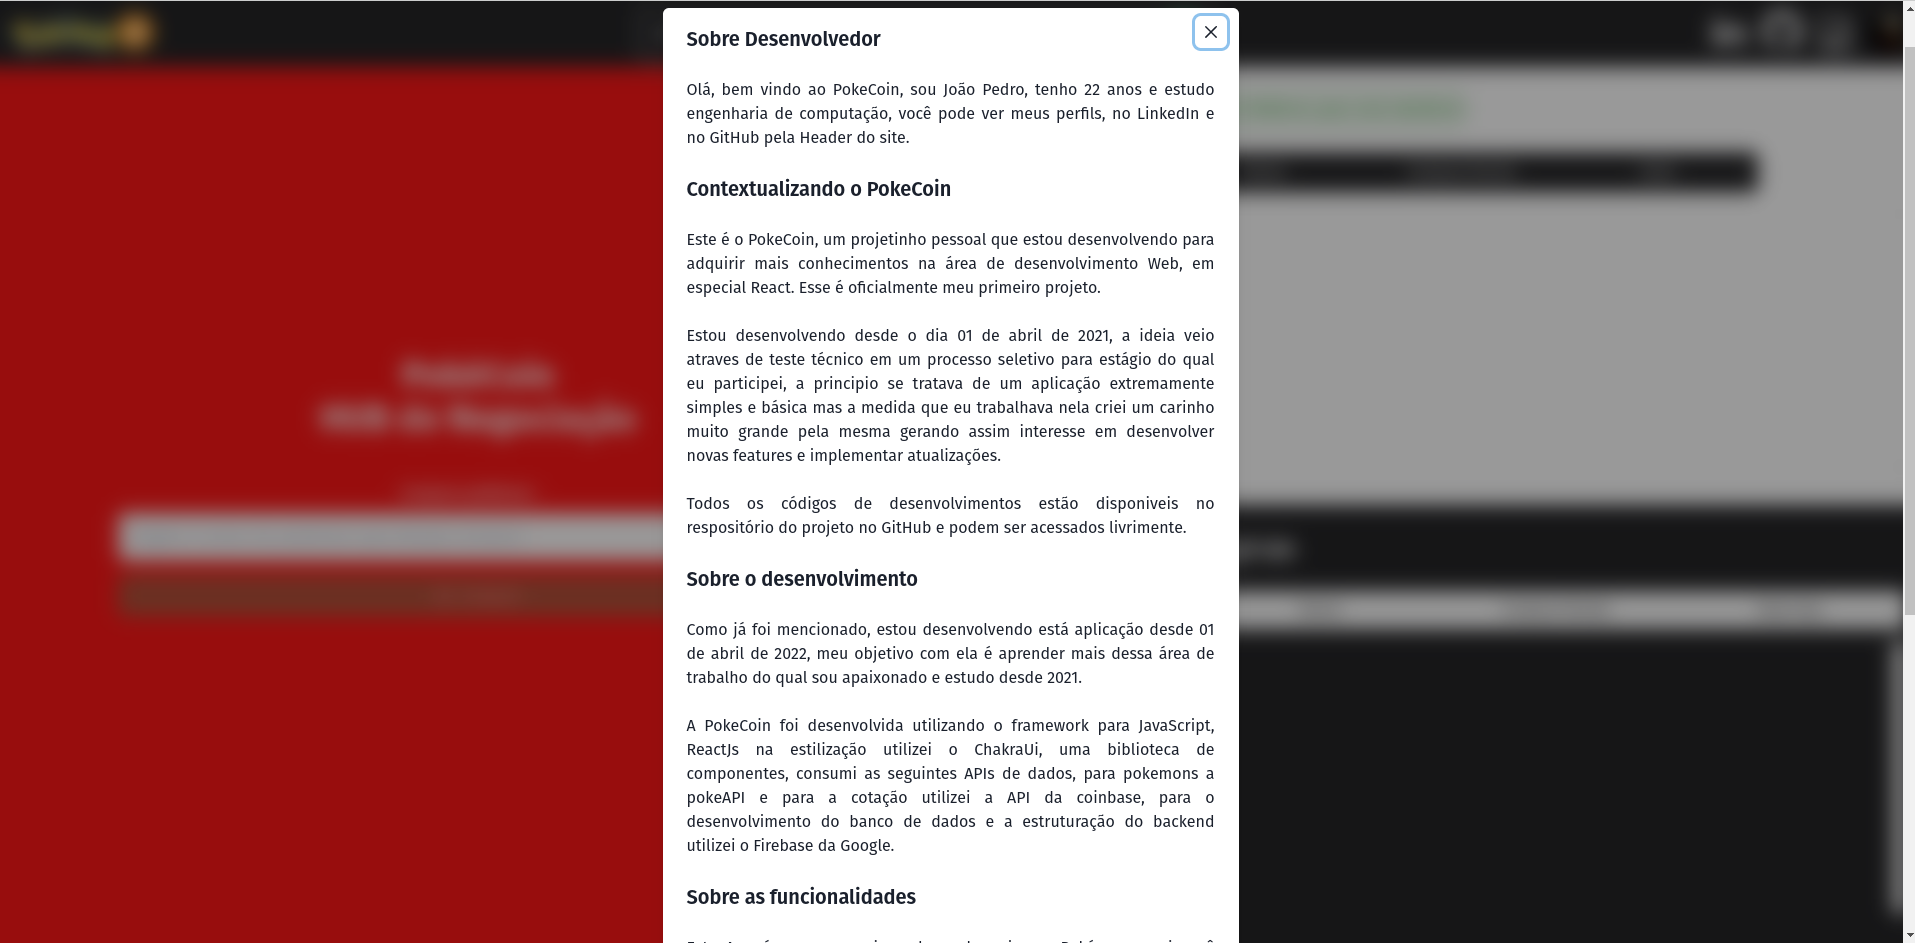 Sobre Desenvolvedor
Olá, bem vindo ao PokeCoin, sou João Pedro, tenho 22 anos e estudo
engenharia de computação, você pode ver meus perfils, no LinkedIn e
no GitHub pela Header do site.
Contextualizando o PokeCoin
Este é o PokeCoin, um projetinho pessoal que estou desenvolvendo para
adquirir mais conhecimentos na área de desenvolvimento Web, em
especial React. Esse é oficialmente meu primeiro projeto.
Estou desenvolvendo desde o dia 01 de abril de 2021, a ideia veio
atraves de teste técnico em um processo seletivo para estágio do qual
eu participei, a principio se tratava de um aplicação extremamente
simples e básica mas a medida que eu trabalhava nela criei um carinho
muito grande pela mesma gerando assim interesse em desenvolver
novas features e implementar atualizações.
Todos os códigos de desenvolvimentos estão disponiveis no
respositório do projeto no GitHub e podem ser acessados livrimente.
Sobre o desenvolvimento
Como já foi mencionado, estou desenvolvendo está aplicação desde 01
de abril de 2022, meu objetivo com ela é aprender mais dessa área de
trabalho do qual sou apaixonado e estudo desde 2021.
A PokeCoin foi desenvolvida utilizando o framework para JavaScript,
ReactJs na estilização utilizei o ChakraUi, uma biblioteca de
componentes, consumi as seguintes APIs de dados, para pokemons a
pokeAPI e para a cotação utilizei a API da coinbase, para o
desenvolvimento do banco de dados e a estruturação do backend
utilizei o Firebase da Google.
Sobre as funcionalidades
PokéCoin
HUB de Negociação